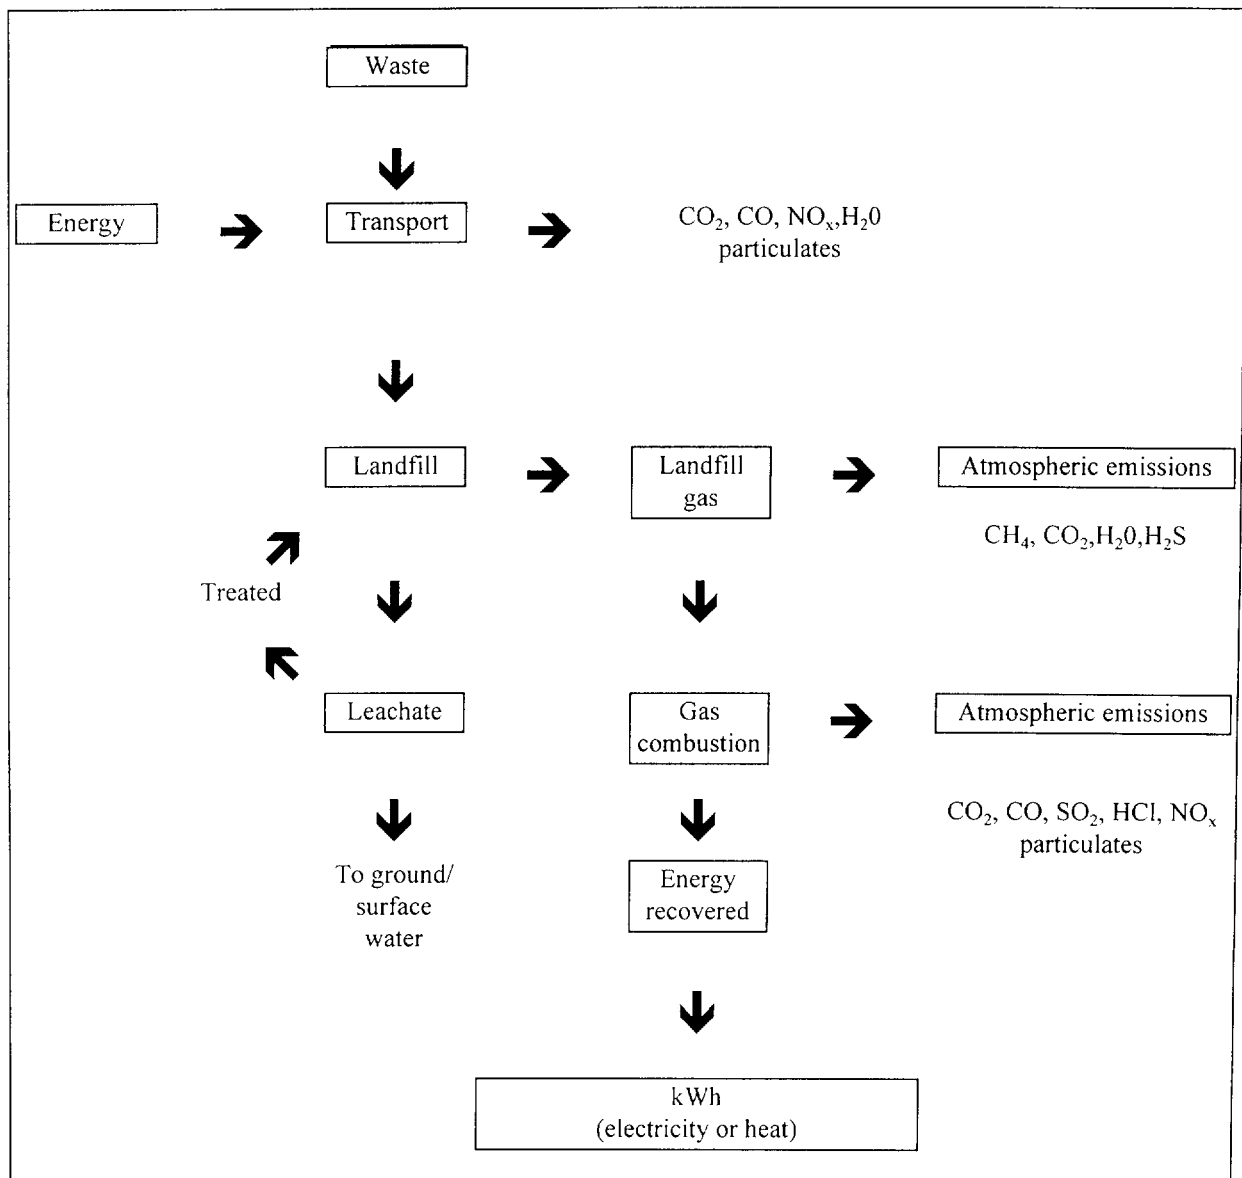 Waste
Energy
Transport
CO₂, CO, NOₓ,H₂0
particulates
Landfill
Landfill
gas
Atmospheric emissions
CH₄, CO₂,H₂0,H₂S
Treated
Leachate
Gas
combustion
Atmospheric emissions
CO₂, CO, SO₂, HCl, NOₓ
particulates
To ground/
surface
water
Energy
recovered
kWh
(electricity or heat)